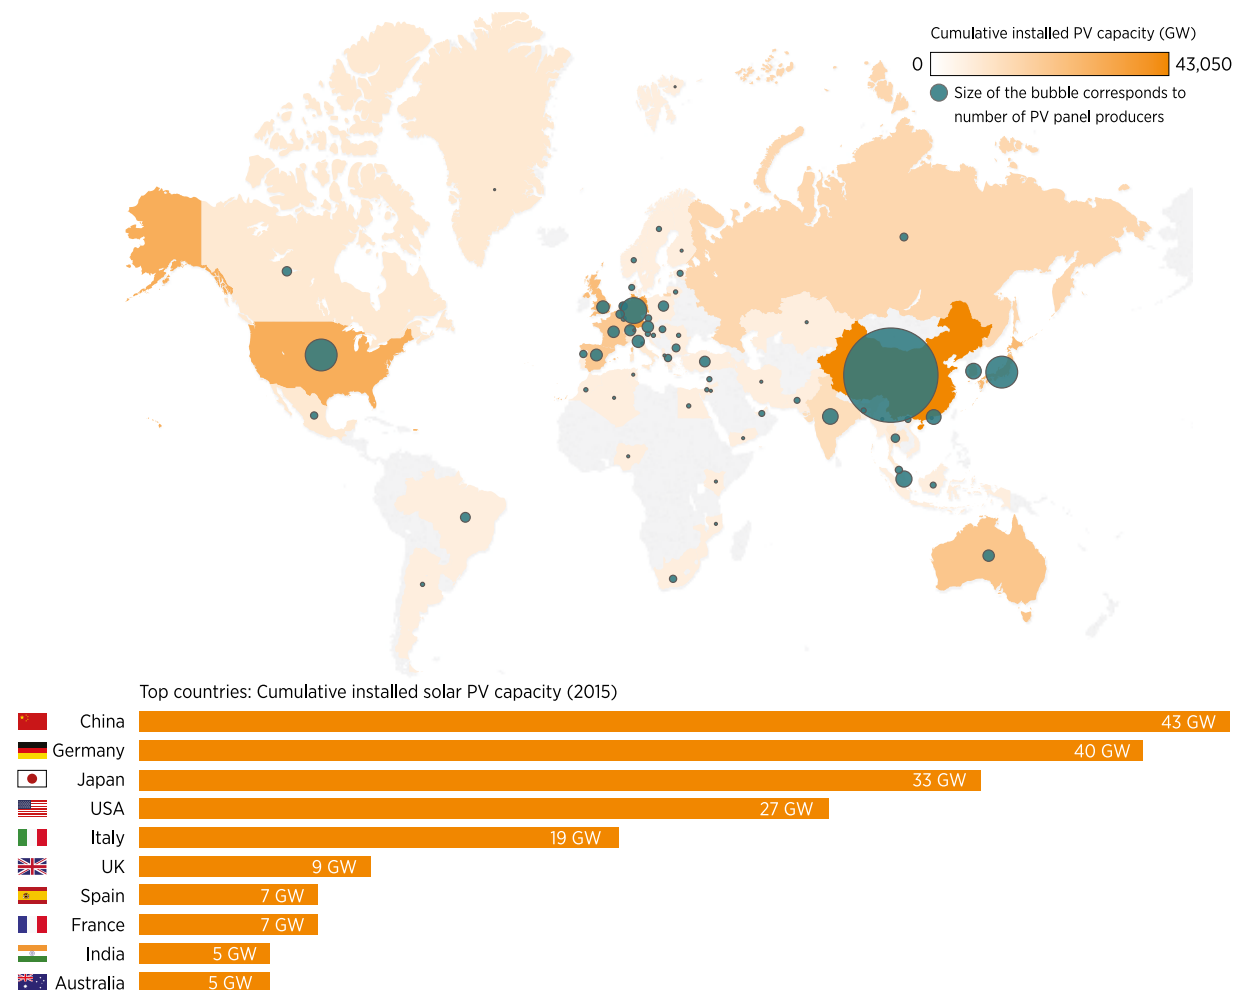 Cumulative installed PV capacity (GW)
0 43,050
Size of the bubble corresponds to
number of PV panel producers
Top countries: Cumulative installed solar PV capacity (2015)
China 43 GW
Germany 40 GW
Japan 33 GW
USA 27 GW
Italy 19 GW
UK 9 GW
Spain 7 GW
France 7 GW
India 5 GW
Australia 5 GW